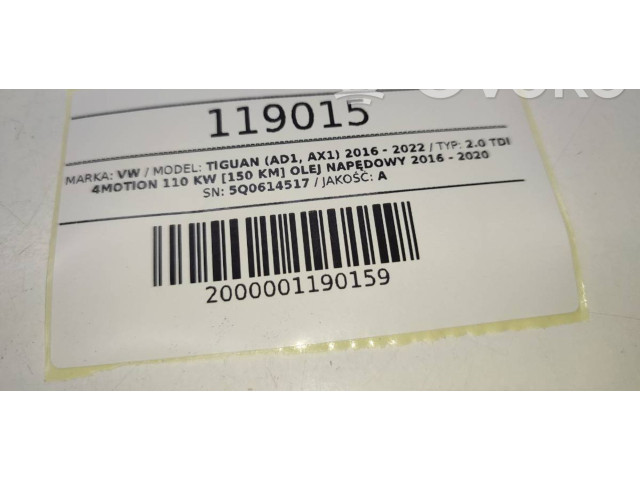 119015
MARKA: VW / MODEL: TIGUAN (AD1, AX1) 2016 - 2022 / TYP: 2.0 TDI
4MOTION 110 KW [150 KM] OLEJ NAPĘDOWY 2016 - 2020
SN: 5Q0614517 / JAKOŚĆ: A
2000001190159